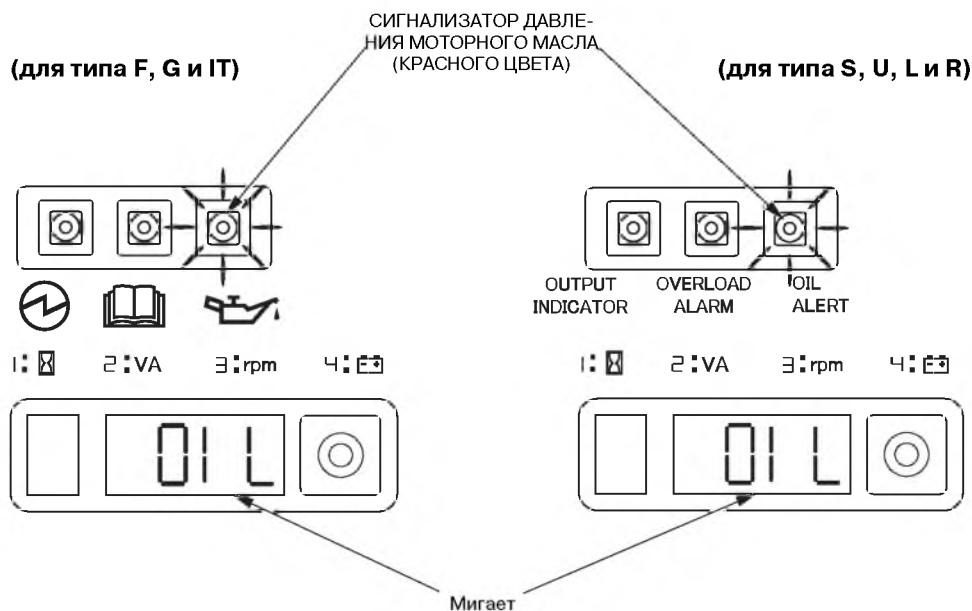 СИГНАЛИЗАТОР ДАВЛЕ-
НИЯ МОТОРНОГО МАСЛА
(КРАСНОГО ЦВЕТА)
(для типа F, G и IT)
(для типа S, U, L и R)
OUTPUT INDICATOR
OVERLOAD ALARM
OIL ALERT
1: 2:VA 3:rpm 4:
1: 2:VA 3:rpm 4:
OIL
OIL
Мигает